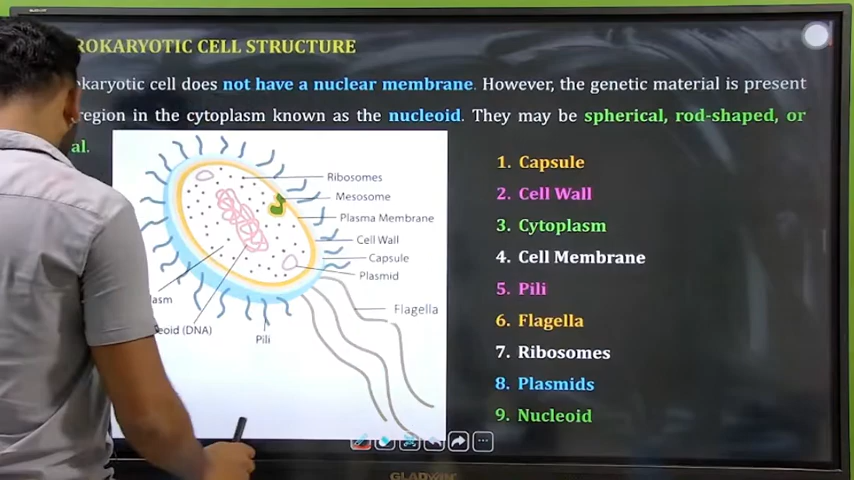 ROKARYOTIC CELL STRUCTURE
karyotic cell does not have a nuclear membrane. However, the genetic material is present
region in the cytoplasm known as the nucleoid. They may be spherical, rod-shaped, or
al.
Ribosomes
Mesosome
Plasma Membrane
Cell Wall
Capsule
Plasmid
Flagella
lasm
eoid (DNA)
Pili
1. Capsule
2. Cell Wall
3. Cytoplasm
4. Cell Membrane
5. Pili
6. Flagella
7. Ribosomes
8. Plasmids
9. Nucleoid
GLADWIN